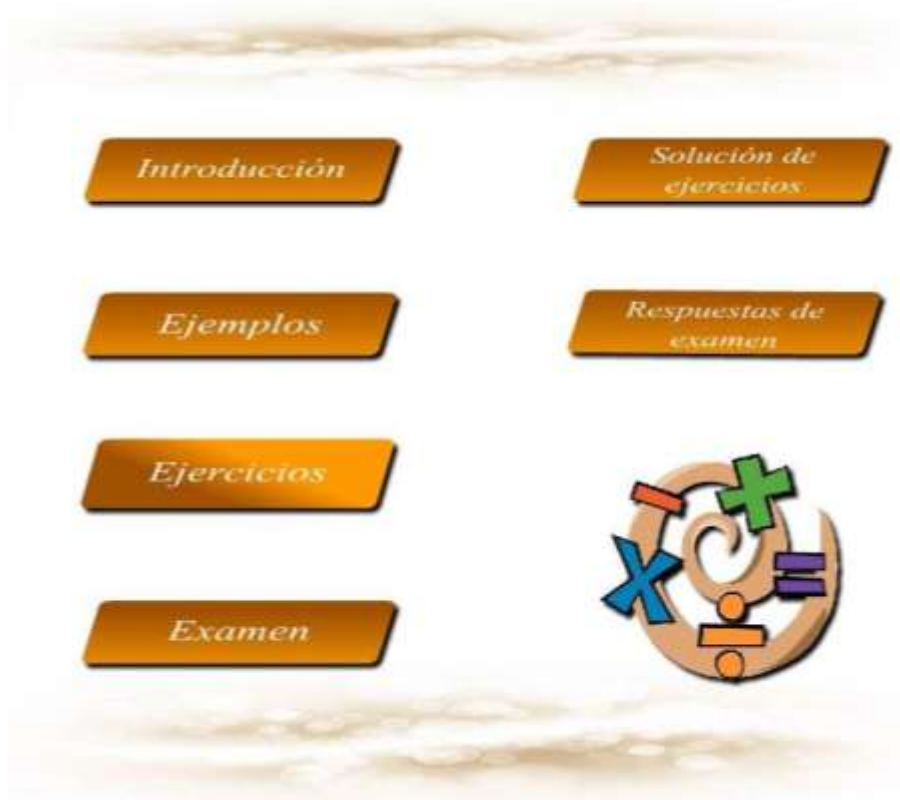 Introducción
Ejemplos
Ejercicios
Examen
Solución de
ejercicios
Respuestas de
examen